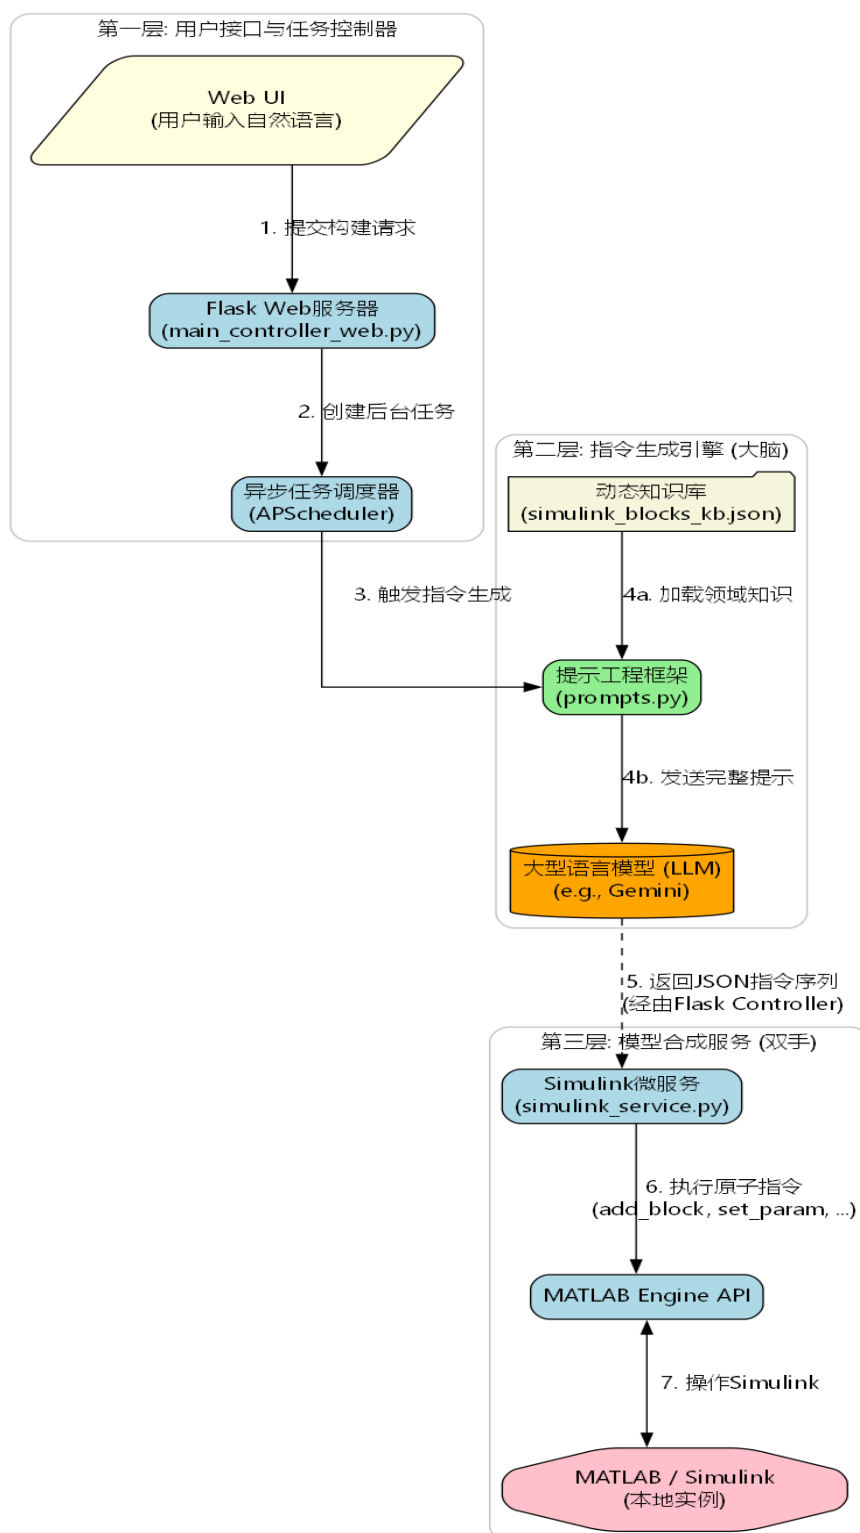 第一层: 用户接口与任务控制器
Web UI
(用户输入自然语言)
1. 提交构建请求
Flask Web服务器
(main_controller_web.py)
2. 创建后台任务
异步任务调度器
(APScheduler)
3. 触发指令生成
第二层: 指令生成引擎 (大脑)
动态知识库
(simulink_blocks_kb.json)
4a. 加载领域知识
提示工程框架
(prompts.py)
4b. 发送完整提示
大型语言模型 (LLM)
(e.g., Gemini)
5. 返回JSON指令序列
(经由Flask Controller)
第三层: 模型合成服务 (双手)
Simulink微服务
(simulink_service.py)
6. 执行原子指令
(add_block, set_param, ...)
MATLAB Engine API
7. 操作Simulink
MATLAB / Simulink
(本地实例)